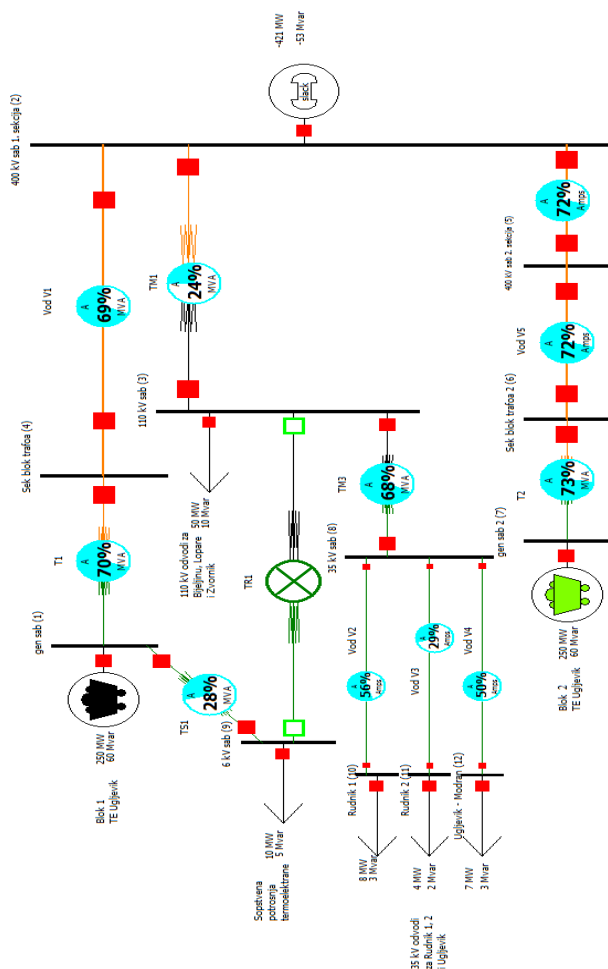 400 kV sab 1. sekcija (2)
-421 MW
-53 Mvar
slack
Vod V1
A
69%
MVA
TM1
A
24%
MVA
A
72%
Amps
400 kV sab 2. sekcija (5)
Sek blok trafoa (4)
110 kV sab (3)
Vod V5
A
72%
Amps
Sek blok trafoa 2 (6)
T1
A
70%
MVA
50 MW
10 Mvar
110 kV odvodi za
Bijeljinu, Lopare
i Zvornik
TM3
A
68%
MVA
T2
A
73%
MVA
gen sab 2 (7)
TR1
35 kV sab (8)
gen sab (1)
250 MW
60 Mvar
Blok 1
TE Ugljevik
TS1
A
28%
MVA
6 kV sab (9)
Vod V2
A
56%
Amps
Vod V3
A
29%
Amps
Vod V4
A
50%
Amps
250 MW
60 Mvar
Blok 2
TE Ugljevik
10 MW
5 Mvar
Sopstvena
potrosnja
termoelektrane
Rudnik 1 (10)
Rudnik 2 (11)
Ugljevik - Modran (12)
8 MW
3 Mvar
4 MW
2 Mvar
7 MW
3 Mvar
35 kV odvodi
za Rudnik 1, 2
i Ugljevik